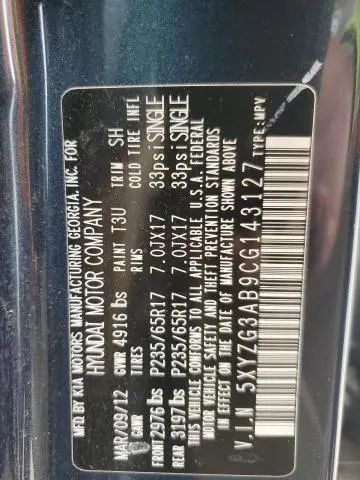 MFD BY KIA MOTORS MANUFACTURING GEORGIA, INC. FOR
HYUNDAI MOTOR COMPANY
MAR/09/12 PAINT T3U TRIM SH
GVWR 4916 lbs TIRES RIMS COLD TIRE INFL
FRONT 2976 lbs P235/65R17 7.0JX17 33psi SINGLE
REAR 3197 lbs P235/65R17 7.0JX17 33psi SINGLE
THIS VEHICLE CONFORMS TO ALL APPLICABLE U.S.A. FEDERAL
MOTOR VEHICLE SAFETY AND THEFT PREVENTION STANDARDS
IN EFFECT ON THE DATE OF MANUFACTURE SHOWN ABOVE.
V.I.N 5XYZG3AB9CG143127 TYPE:MPV